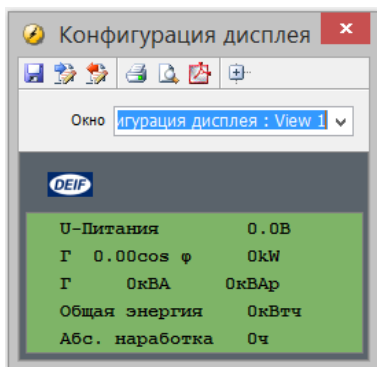 Конфигурация дисплея
Окно игурация дисплея : View 1
DEIF
U-Питания 0.0В
Г 0.00cos φ 0kW
Г 0кВА 0кВАр
Общая энергия 0кВтч
Абс. наработка 0ч